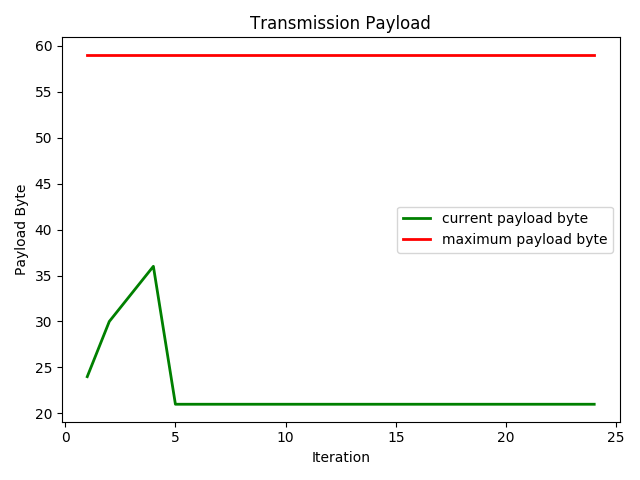 Transmission Payload
60
55
50
45
40
35
30
25
20
Payload Byte
current payload byte
maximum payload byte
0 5 10 15 20 25
Iteration